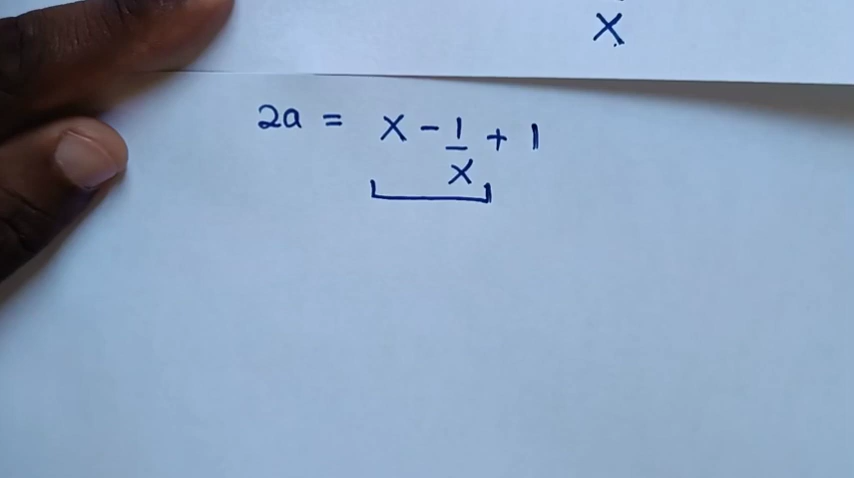 x
2a = x - 1/x + 1